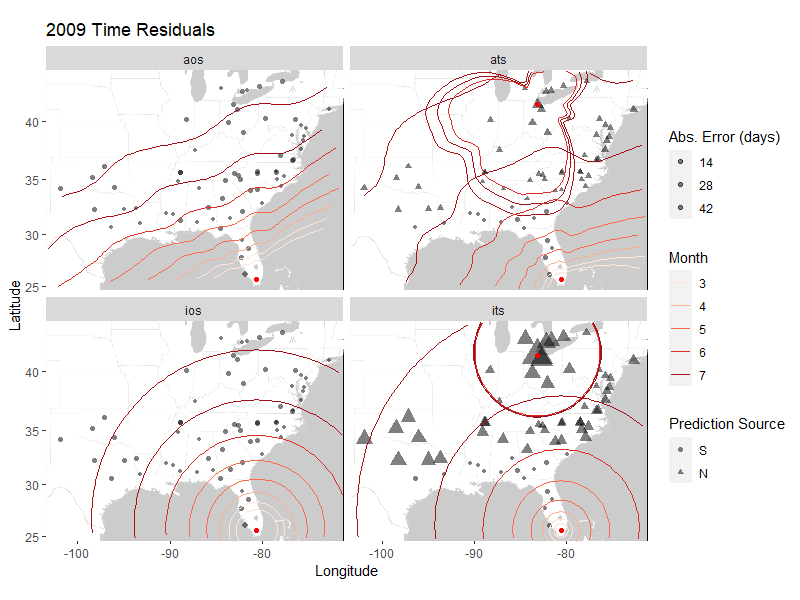 2009 Time Residuals
aos
ats
40
35
30
25
ios
its
40
35
30
25
-100
-90
-80
-100
-90
-80
Latitude
Longitude
Abs. Error (days)
14
28
42
Month
3
4
5
6
7
Prediction Source
S
N